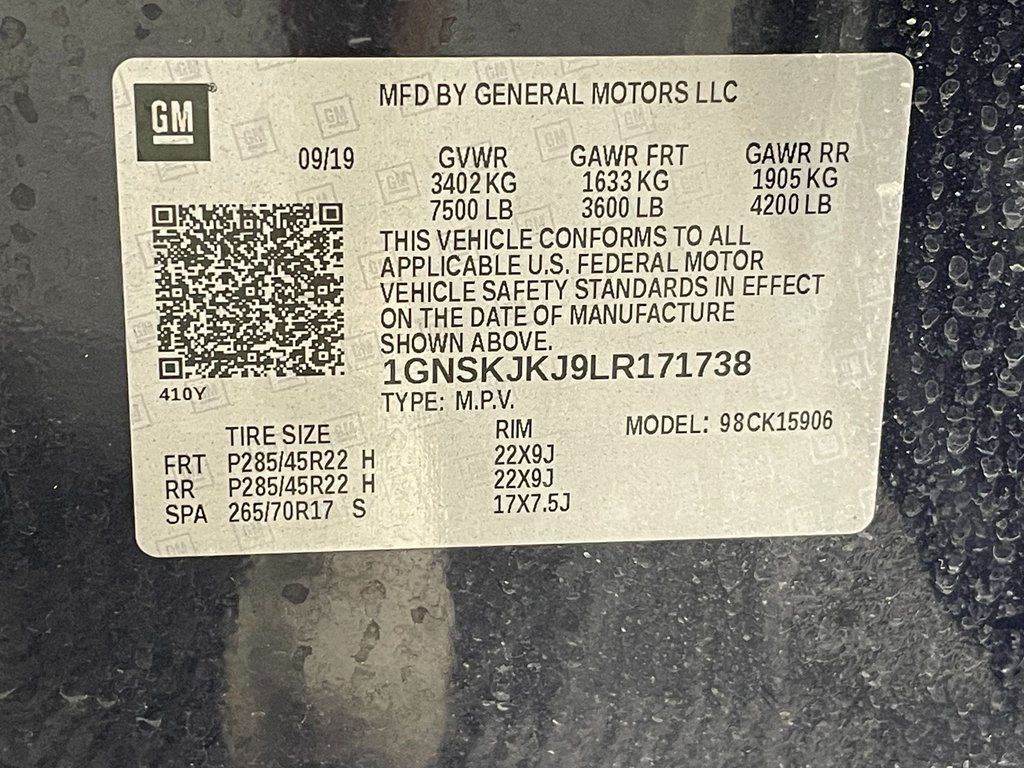 GM
MFD BY GENERAL MOTORS LLC
09/19 GVWR GAWR FRT GAWR RR
3402 KG 1633 KG 1905 KG
7500 LB 3600 LB 4200 LB
THIS VEHICLE CONFORMS TO ALL
APPLICABLE U.S. FEDERAL MOTOR
VEHICLE SAFETY STANDARDS IN EFFECT
ON THE DATE OF MANUFACTURE
SHOWN ABOVE.
1GNSKJKJ9LR171738
410Y
TYPE: M.P.V.
MODEL: 98CK15906
TIRE SIZE RIM
FRT P285/45R22 H 22X9J
RR P285/45R22 H 22X9J
SPA 265/70R17 S 17X7.5J